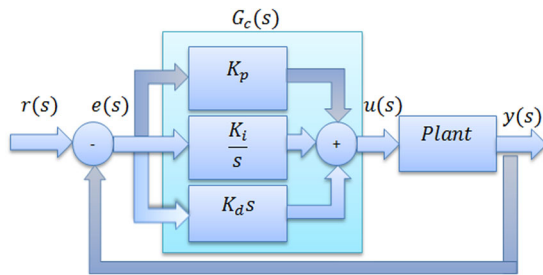 G_c(s)
r(s)
e(s)
K_p
u(s)
y(s)
-
K_i
s
+
Plant
K_d s